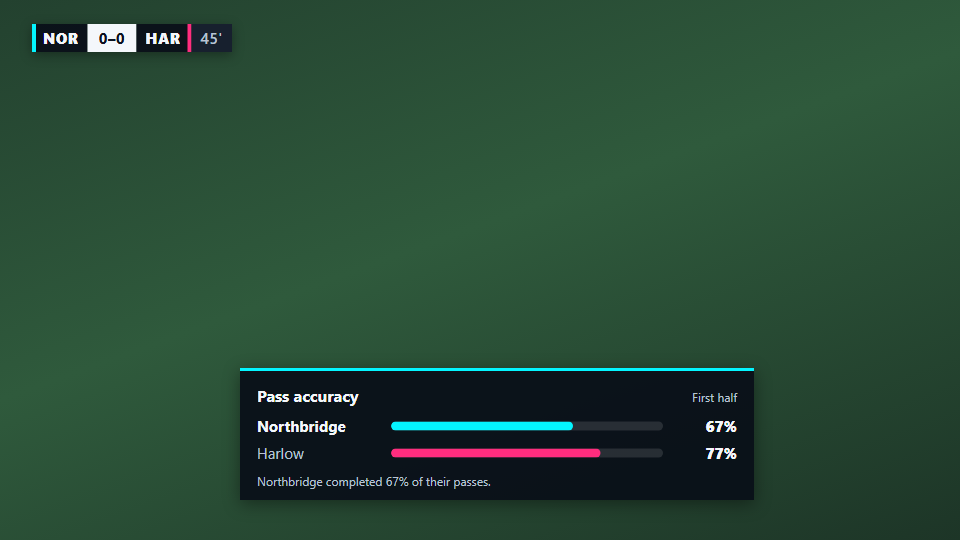 NOR 0–0 HAR 45'
Pass accuracy First half
Northbridge 67%
Harlow 77%
Northbridge completed 67% of their passes.